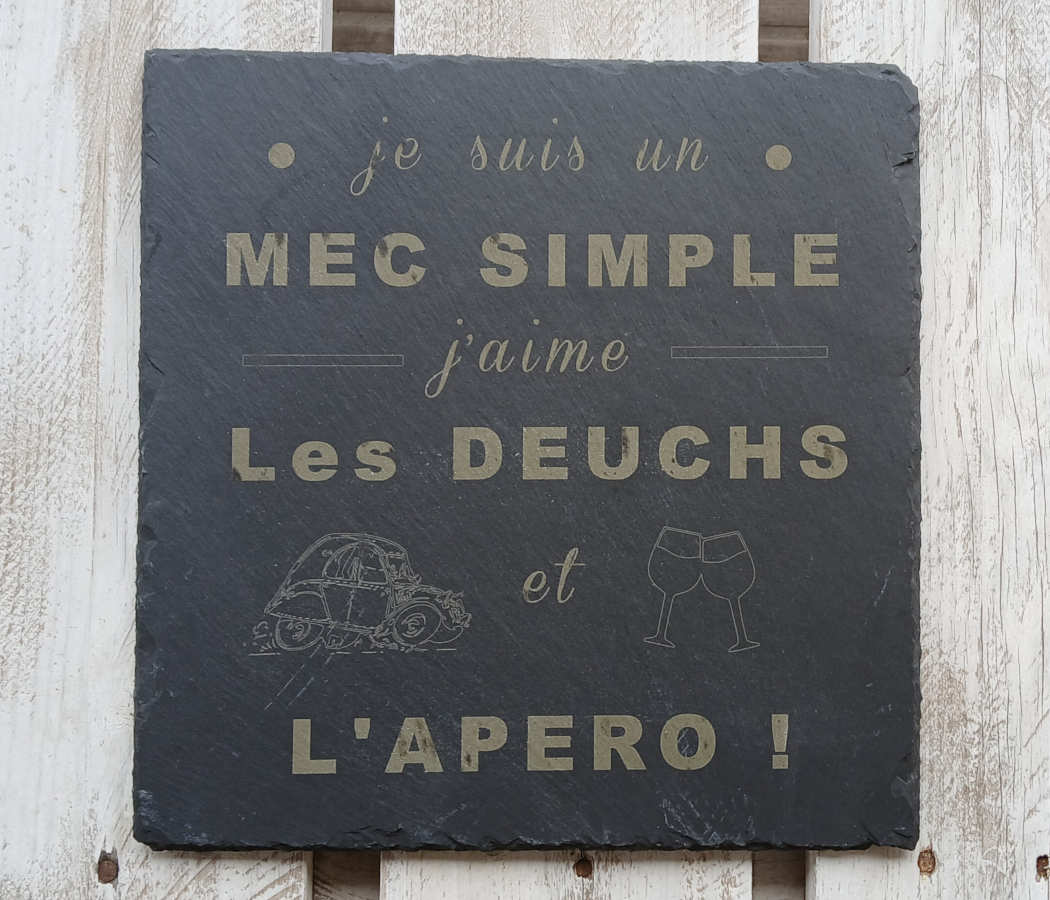 je suis un
MEC SIMPLE
j'aime
Les DEUCHS
et
L'APERO !